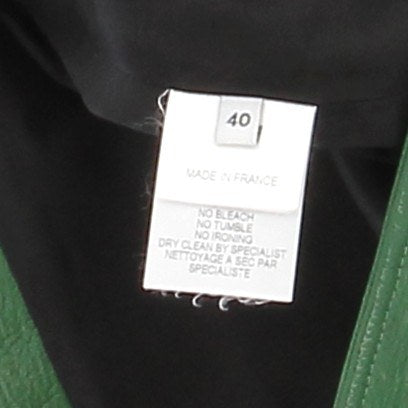 40
MADE IN FRANCE
NO BLEACH
NO TUMBLE
NO IRONING
DRY CLEAN BY SPECIALIST
NETTOYAGE A SEC PAR
SPECIALISTE